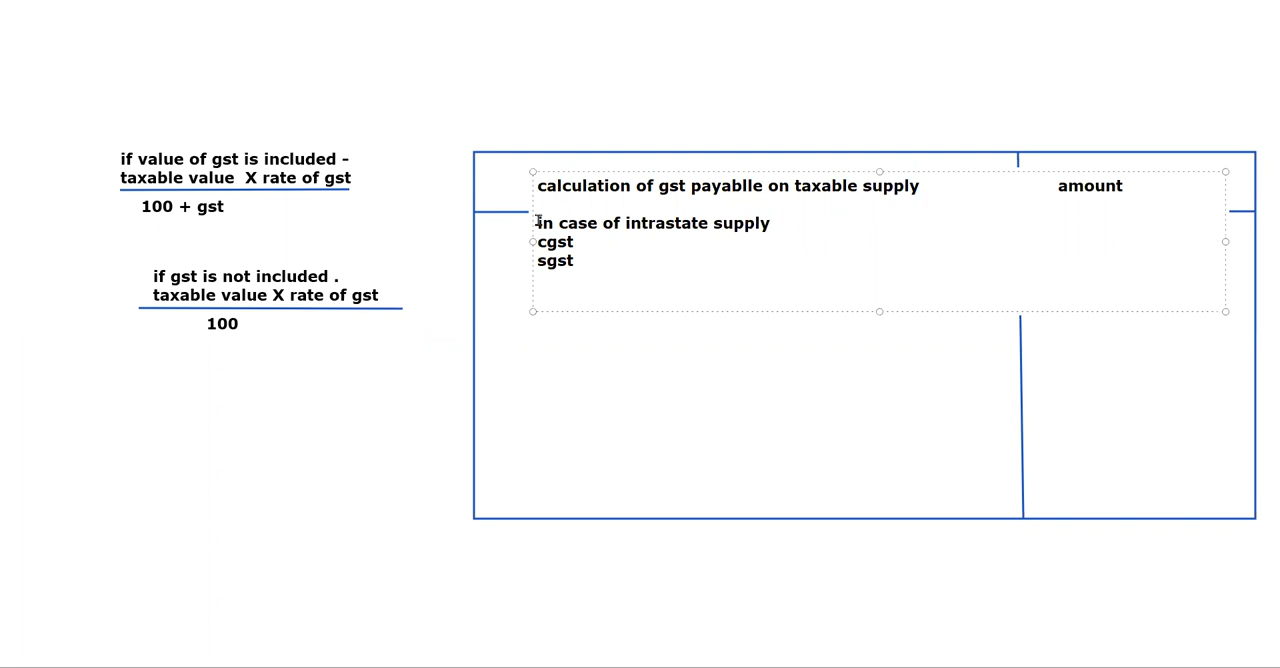 if value of gst is included -
taxable value X rate of gst
100 + gst
if gst is not included .
taxable value X rate of gst
100
calculation of gst payablle on taxable supply amount
in case of intrastate supply
cgst
sgst